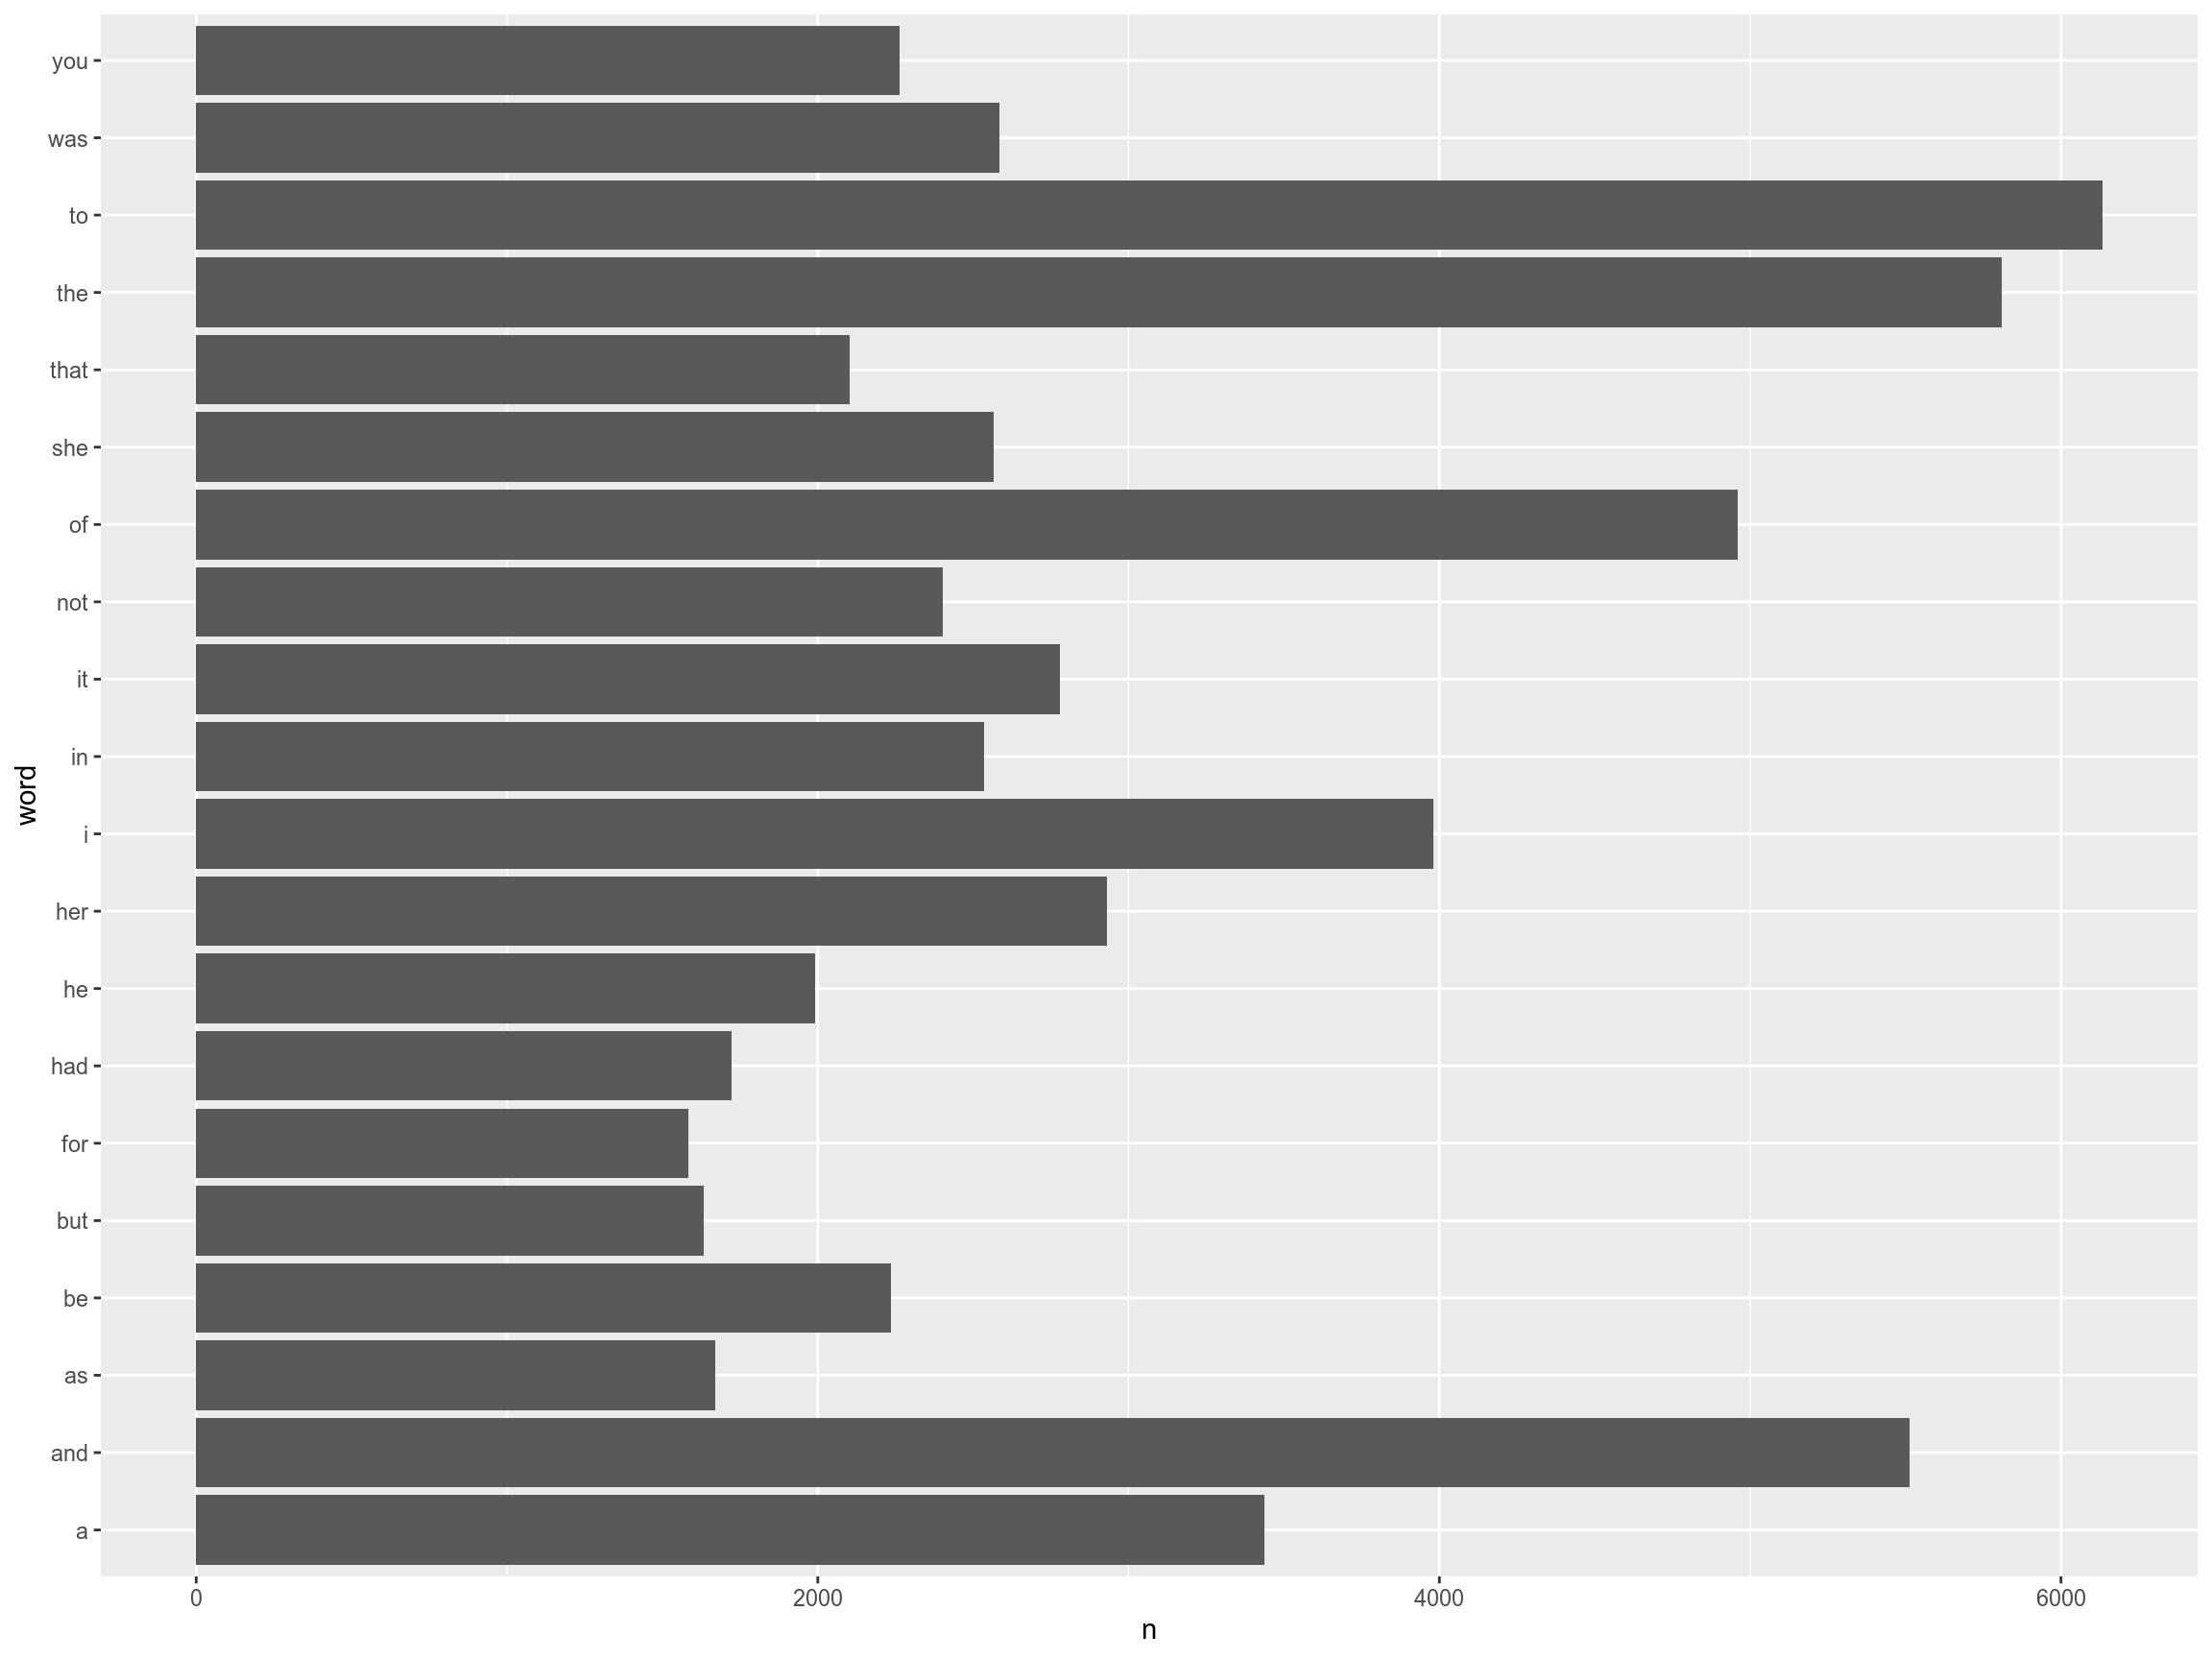 you
was
to
the
that
she
of
not
it
in
i
her
he
had
for
but
be
as
and
a
word
0 2000 4000 6000
n